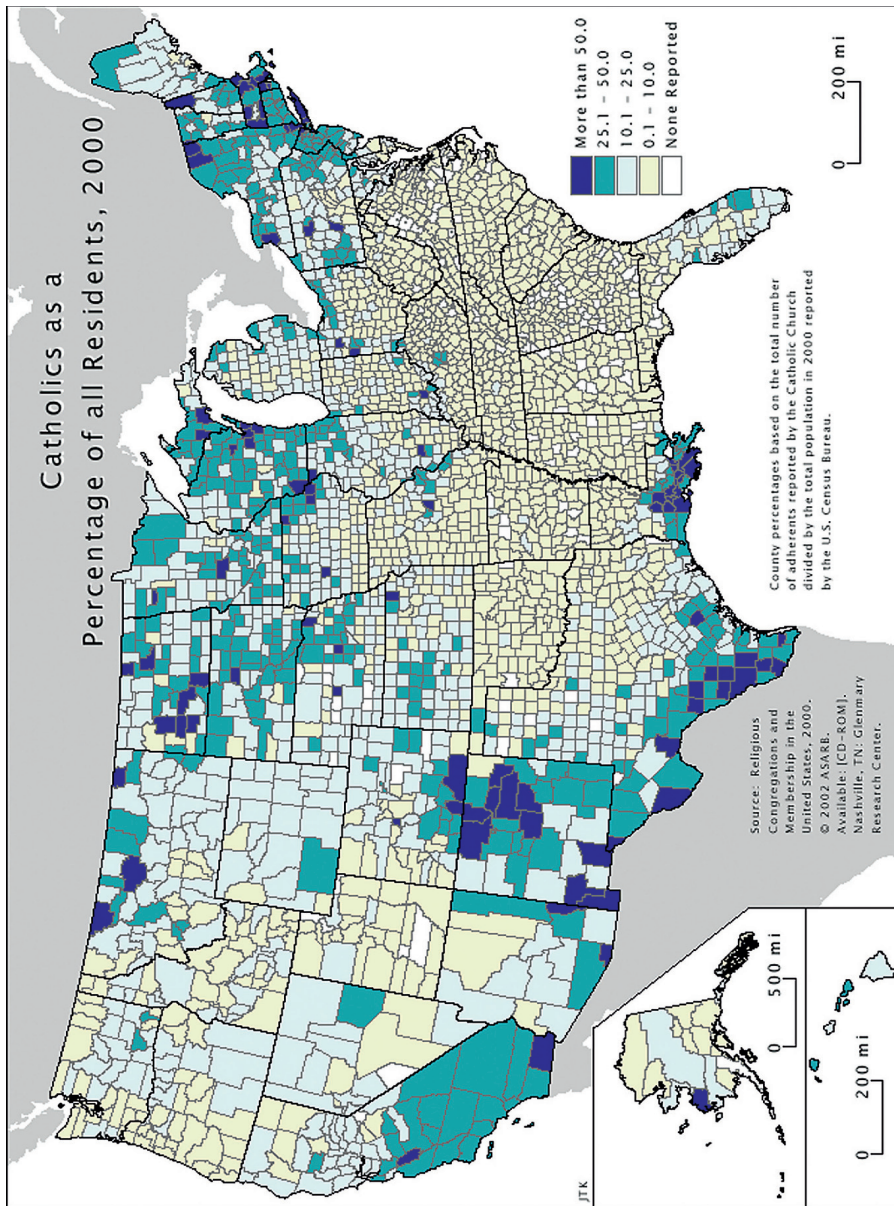 Catholics as a
Percentage of all Residents, 2000
More than 50.0
25.1 – 50.0
10.1 – 25.0
0.1 – 10.0
None Reported
0 200 mi
County percentages based on the total number
of adherents reported by the Catholic Church
divided by the total population in 2000 reported
by the U.S. Census Bureau.
Source: Religious
Congregations and
Membership in the
United States, 2000.
© 2002 ASARB.
Available: [CD–ROM].
Nashville, TN: Glenmary
Research Center.
JTK
0 500 mi
0 200 mi